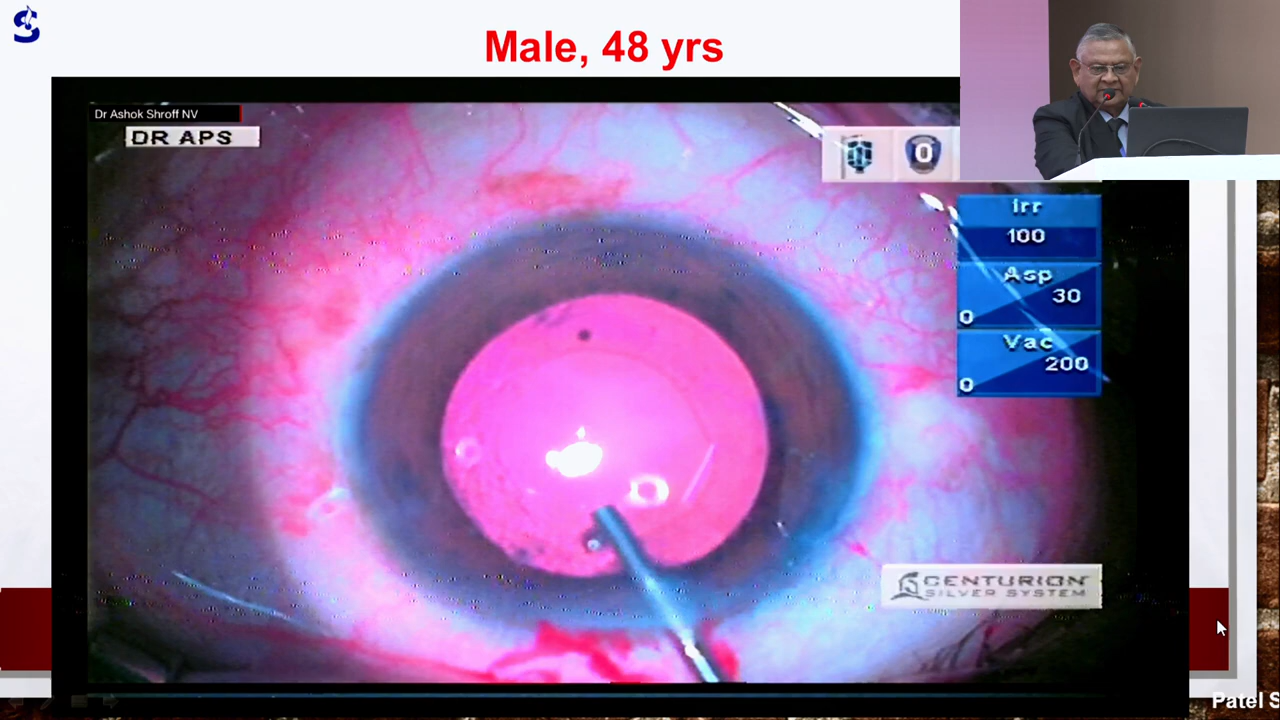 Male, 48 yrs
Dr Ashok Shroff NV
DR APS
0
Irr
100
Asp
30
0
Vac
200
0
CENTURION
SILVER SYSTEM
Patel S